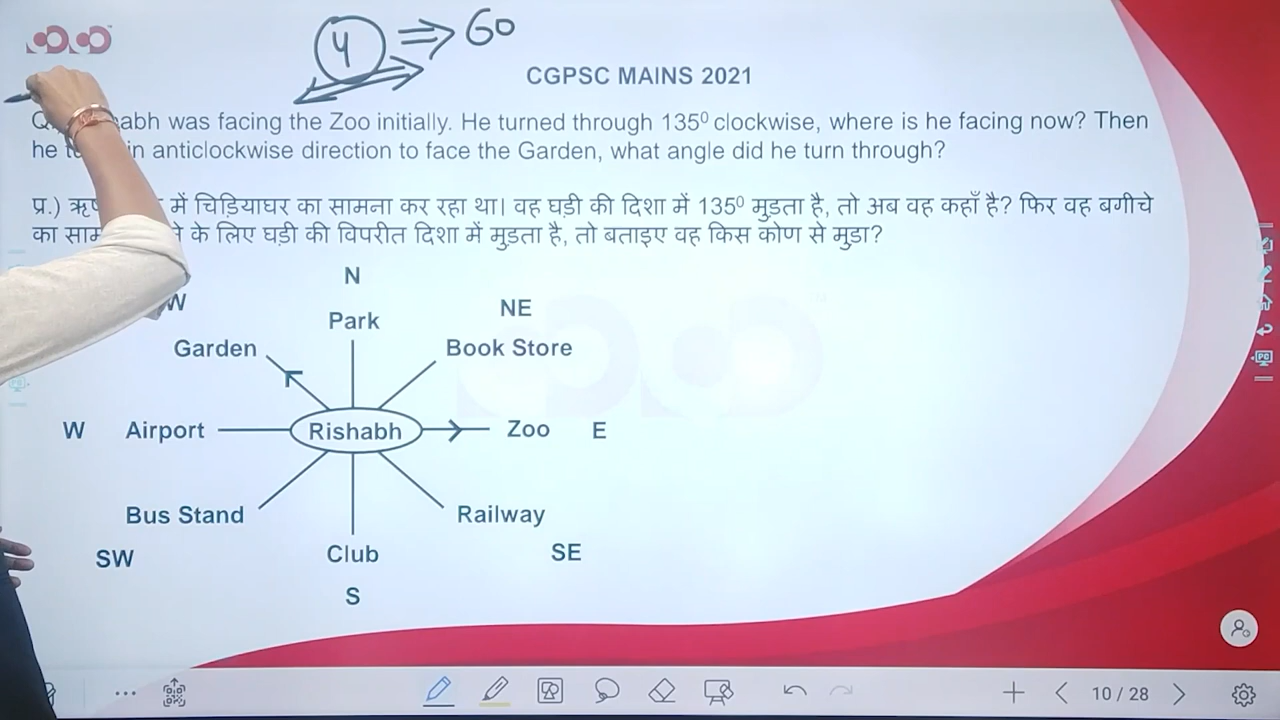 4 ⇒ 60
CGPSC MAINS 2021
was facing the Zoo initially. He turned through 135⁰ clockwise, where is he facing now? Then
he in anticlockwise direction to face the Garden, what angle did he turn through?
प्र.) में चिड़ियाघर का सामना कर रहा था। वह घड़ी की दिशा में 135⁰ मुड़ता है, तो अब वह कहाँ है? फिर वह बगीचे
का के लिए घड़ी की विपरीत दिशा में मुड़ता है, तो बताइए वह किस कोण से मुड़ा?
N
W NE
Park
Garden Book Store
W Airport Rishabh Zoo E
Bus Stand Railway
SW Club SE
S
10 / 28